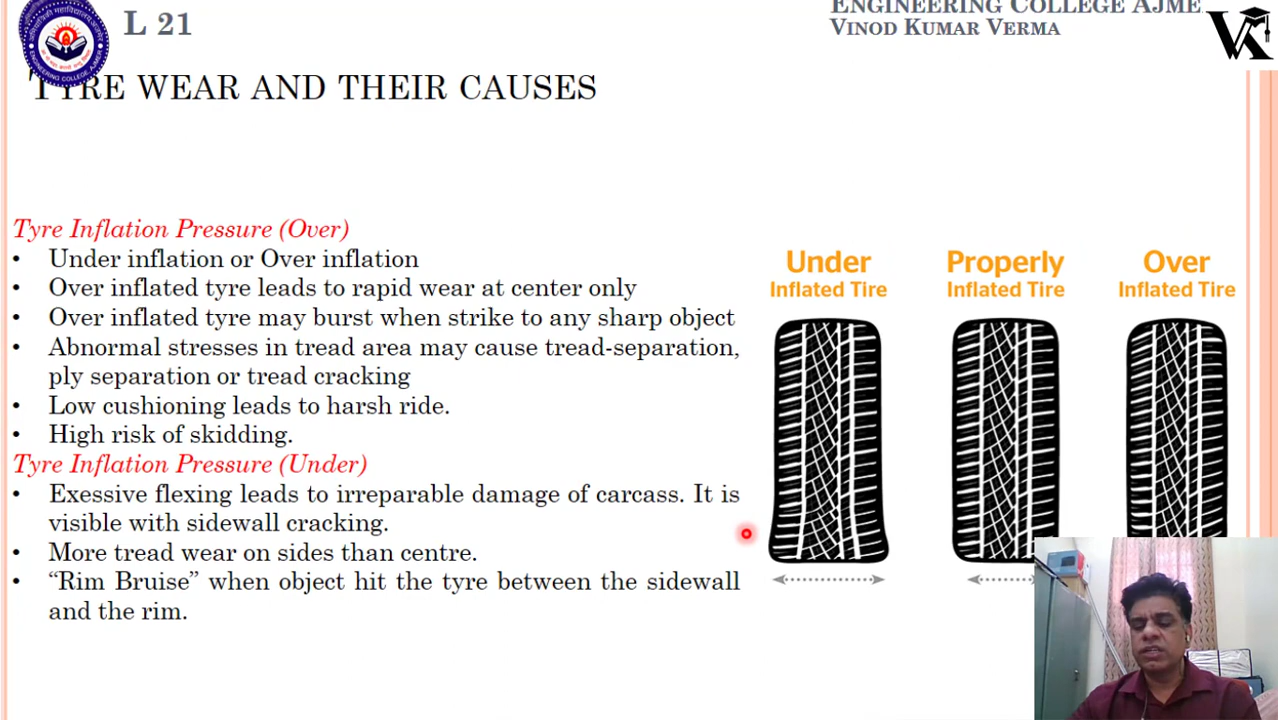 L 21
ENGINEERING COLLEGE AJME
VINOD KUMAR VERMA
TYRE WEAR AND THEIR CAUSES
Tyre Inflation Pressure (Over)
• Under inflation or Over inflation
• Over inflated tyre leads to rapid wear at center only
• Over inflated tyre may burst when strike to any sharp object
• Abnormal stresses in tread area may cause tread-separation,
ply separation or tread cracking
• Low cushioning leads to harsh ride.
• High risk of skidding.
Tyre Inflation Pressure (Under)
• Exessive flexing leads to irreparable damage of carcass. It is
visible with sidewall cracking.
• More tread wear on sides than centre.
• “Rim Bruise” when object hit the tyre between the sidewall
and the rim.
Under
Inflated Tire
Properly
Inflated Tire
Over
Inflated Tire